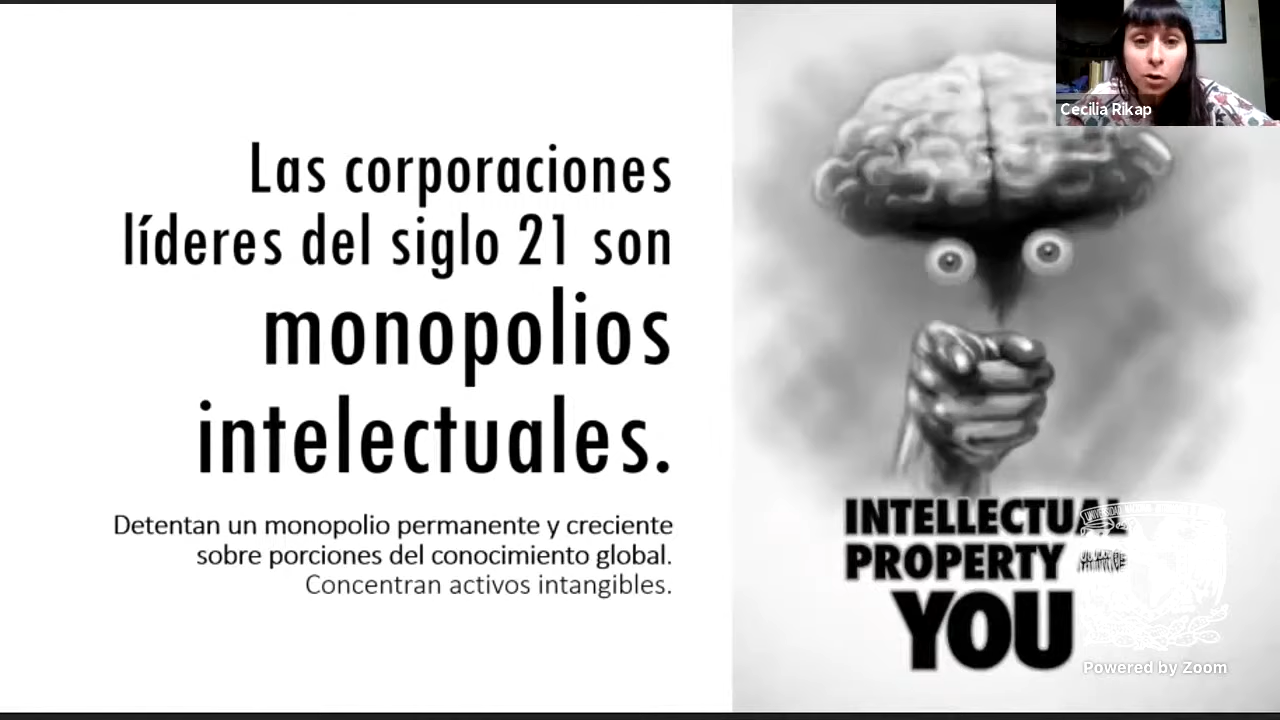 Las corporaciones
líderes del siglo 21 son
monopolios
intelectuales.
Detentan un monopolio permanente y creciente
sobre porciones del conocimiento global.
Concentran activos intangibles.
Cecilia Rikap
INTELLECTUAL
PROPERTY
YOU
Powered by Zoom